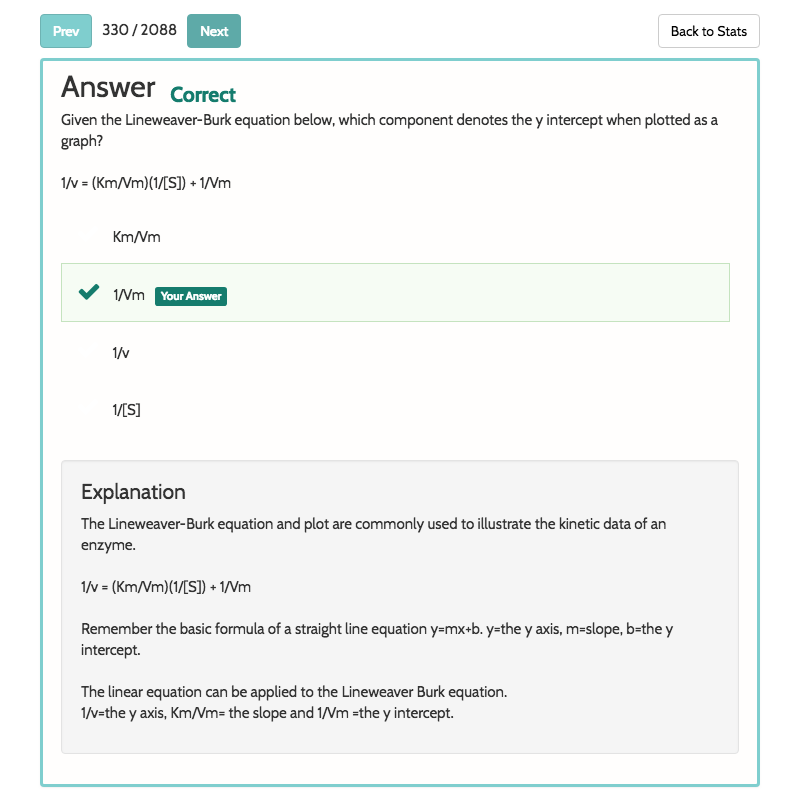 Prev 330 / 2088 Next Back to Stats
Answer Correct
Given the Lineweaver-Burk equation below, which component denotes the y intercept when plotted as a
graph?
1/v = (Km/Vm)(1/[S]) + 1/Vm
Km/Vm
1/Vm Your Answer
1/v
1/[S]
Explanation
The Lineweaver-Burk equation and plot are commonly used to illustrate the kinetic data of an
enzyme.
1/v = (Km/Vm)(1/[S]) + 1/Vm
Remember the basic formula of a straight line equation y=mx+b. y=the y axis, m=slope, b=the y
intercept.
The linear equation can be applied to the Lineweaver Burk equation.
1/v=the y axis, Km/Vm= the slope and 1/Vm =the y intercept.